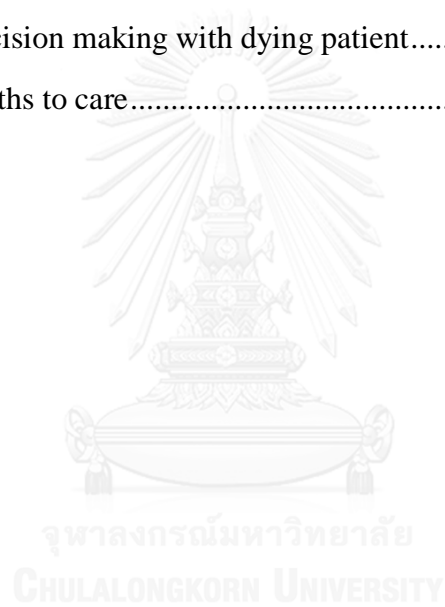 cision making with dying patient.....
ths to care.......................................
จุฬาลงกรณ์มหาวิทยาลัย
CHULALONGKORN UNIVERSITY